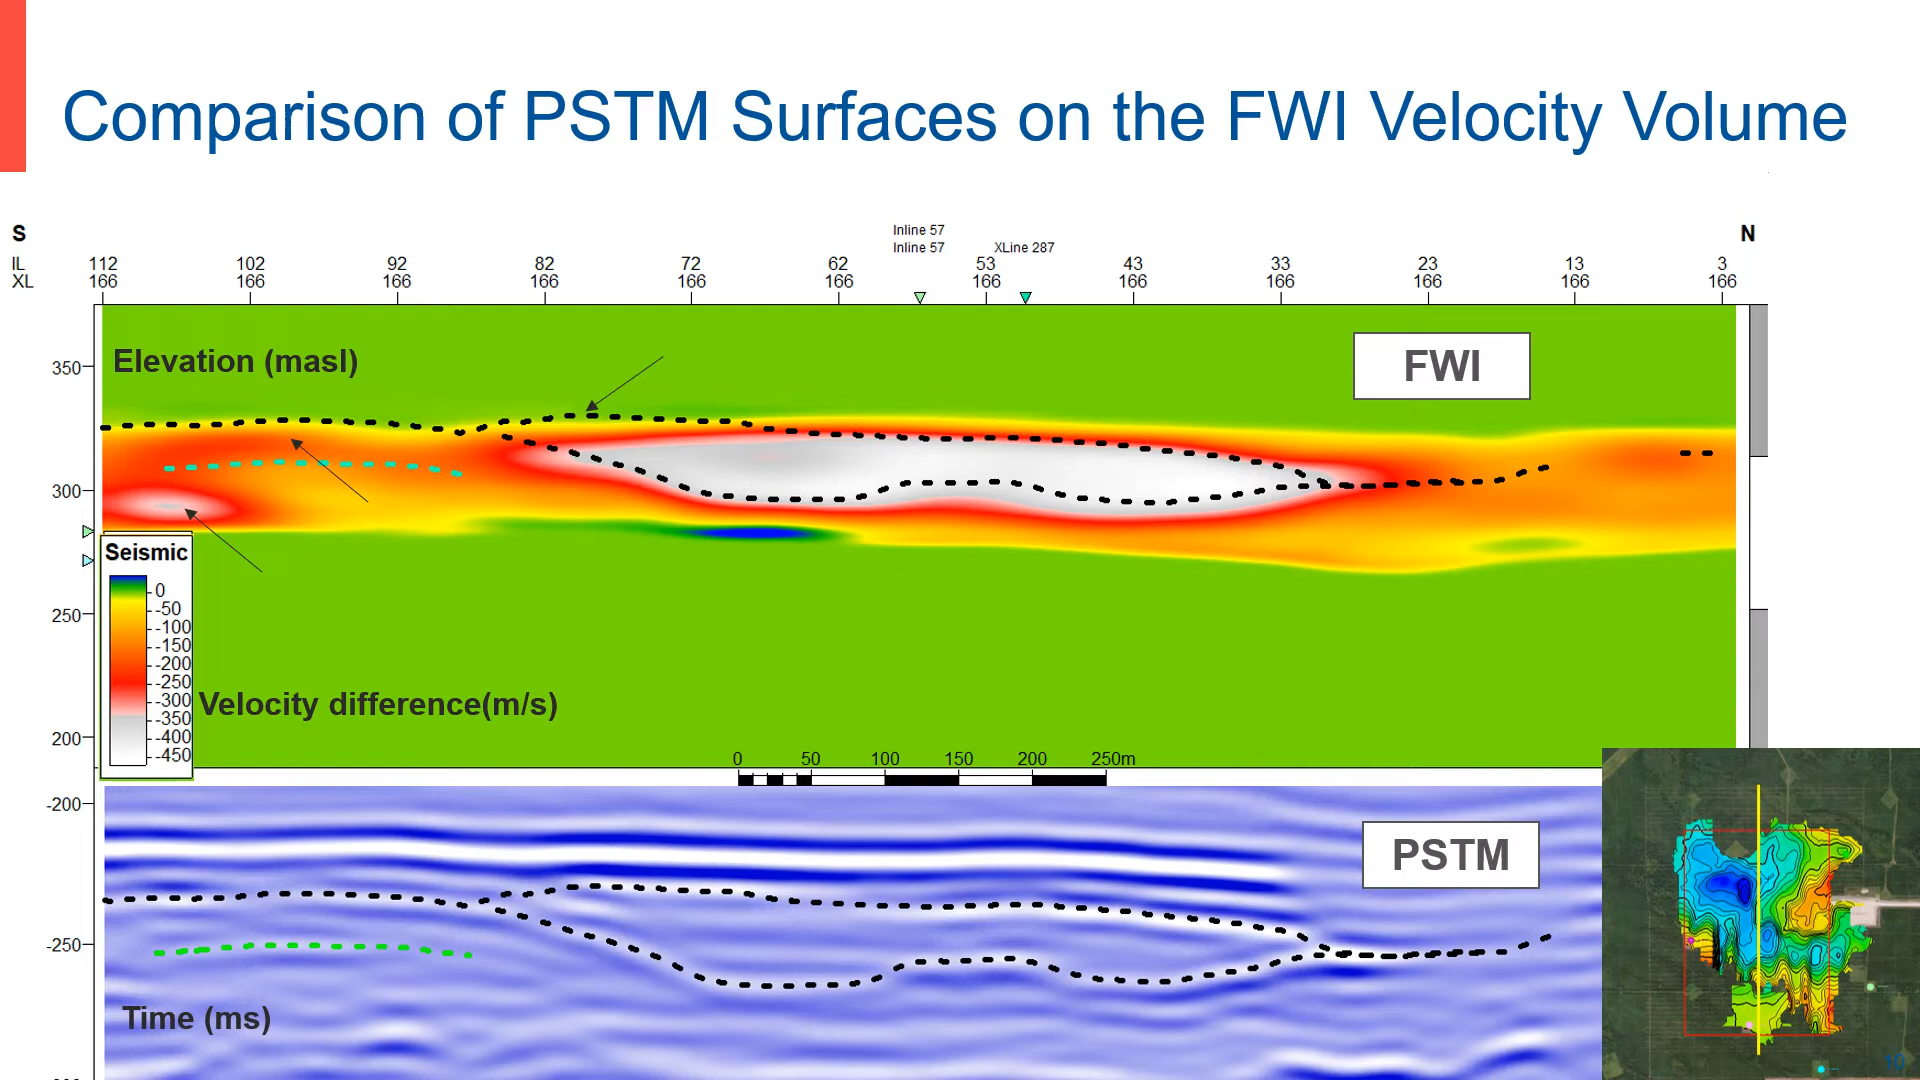 Comparison of PSTM Surfaces on the FWI Velocity Volume
S
Inline 57
N
Inline 57 XLine 287
IL 112 102 92 82 72 62 53 43 33 23 13 3
XL 166 166 166 166 166 166 166 166 166 166 166 166
Elevation (masl)
FWI
350
300
250
200
Seismic
0
-50
-100
-150
-200
-250
-300
-350
-400
-450
Velocity difference(m/s)
0 50 100 150 200 250m
-200
PSTM
-250
Time (ms)
10